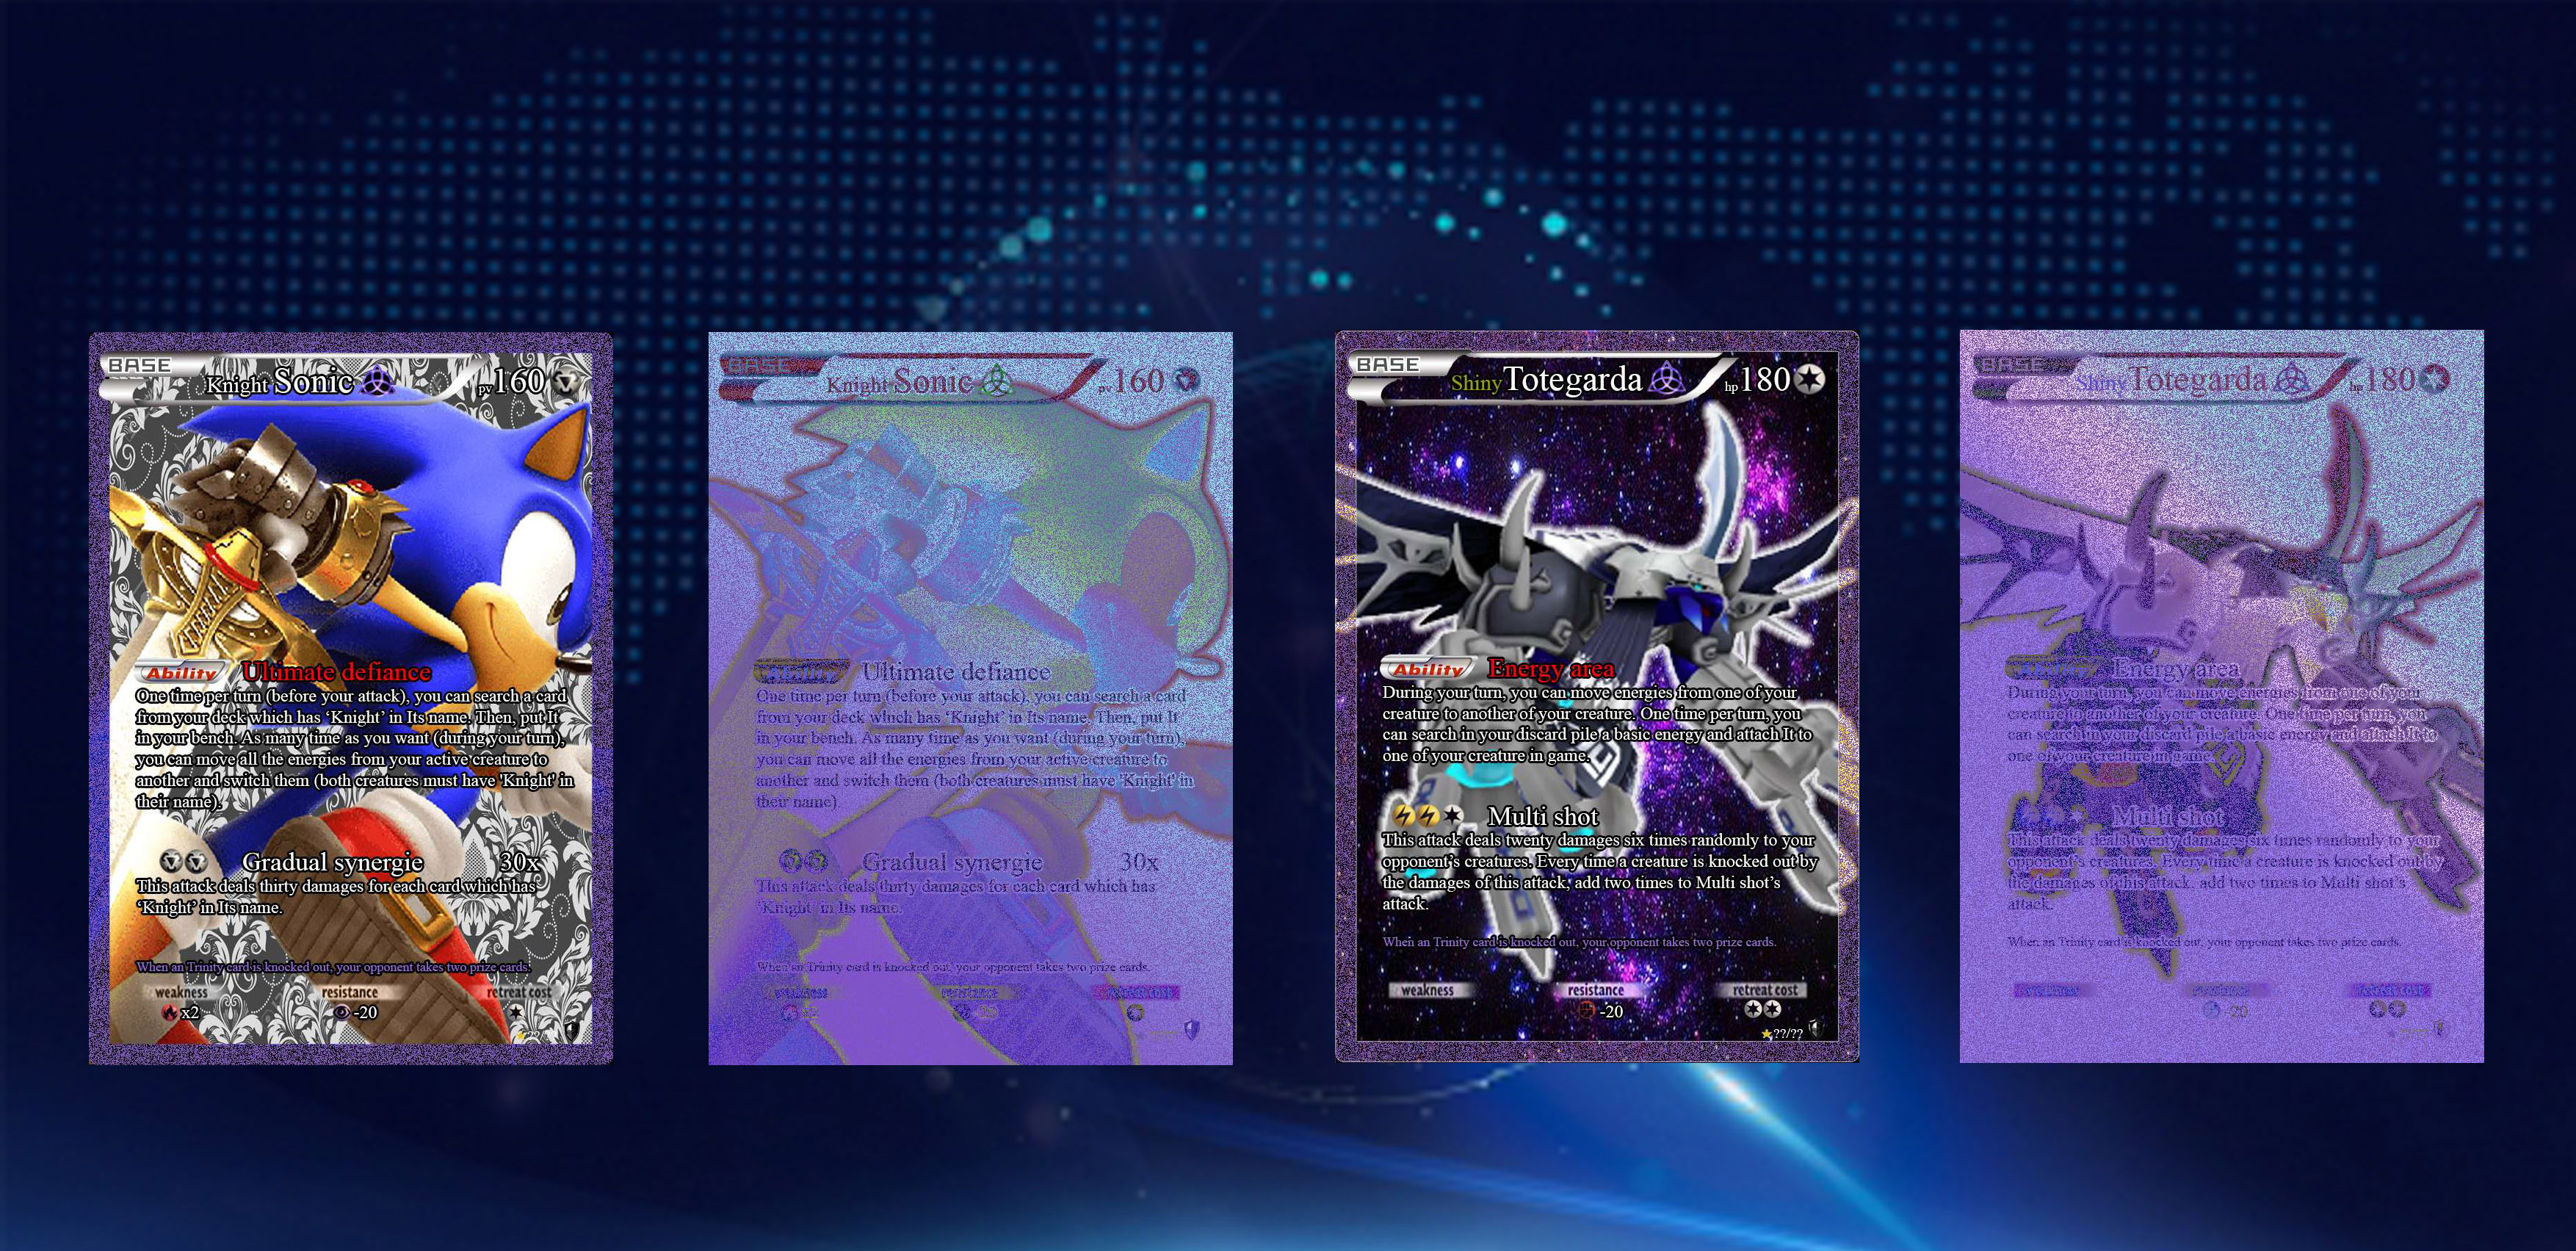 BASE
Knight Sonic pv160
Ability Ultimate defiance
One time per turn (before your attack), you can search a card
from your deck which has ‘Knight’ in Its name. Then, put It
in your bench. As many time as you want (during your turn),
you can move all the energies from your active creature to
another and switch them (both creatures must have 'Knight' in
their name).
Gradual synergie 30x
This attack deals thirty damages for each card which has
‘Knight’ in Its name.
When an Trinity card is knocked out, your opponent takes two prize cards.
weakness resistance retreat cost
x2 -20
BASE
Knight Sonic pv160
Ability Ultimate defiance
One time per turn (before your attack), you can search a card
from your deck which has ‘Knight’ in Its name. Then, put It
in your bench. As many time as you want (during your turn),
you can move all the energies from your active creature to
another and switch them (both creatures must have 'Knight' in
their name).
Gradual synergie 30x
This attack deals thirty damages for each card which has
‘Knight’ in Its name.
When an Trinity card is knocked out, your opponent takes two prize cards.
weakness resistance retreat cost
x2 -20
BASE
Shiny Totegarda hp180
Ability Energy area
During your turn, you can move energies from one of your
creature to another of your creature. One time per turn, you
can search in your discard pile a basic energy and attach It to
one of your creature in game.
Multi shot
This attack deals twenty damages six times randomly to your
opponent's creatures. Every time a creature is knocked out by
the damages of this attack, add two times to Multi shot's
attack.
When an Trinity card is knocked out, your opponent takes two prize cards.
weakness resistance retreat cost
-20
??/??
BASE
Shiny Totegarda hp180
Ability Energy area
During your turn, you can move energies from one of your
creature to another of your creature. One time per turn, you
can search in your discard pile a basic energy and attach It to
one of your creature in game.
Multi shot
This attack deals twenty damages six times randomly to your
opponent's creatures. Every time a creature is knocked out by
the damages of this attack, add two times to Multi shot's
attack.
When an Trinity card is knocked out, your opponent takes two prize cards.
weakness resistance retreat cost
-20